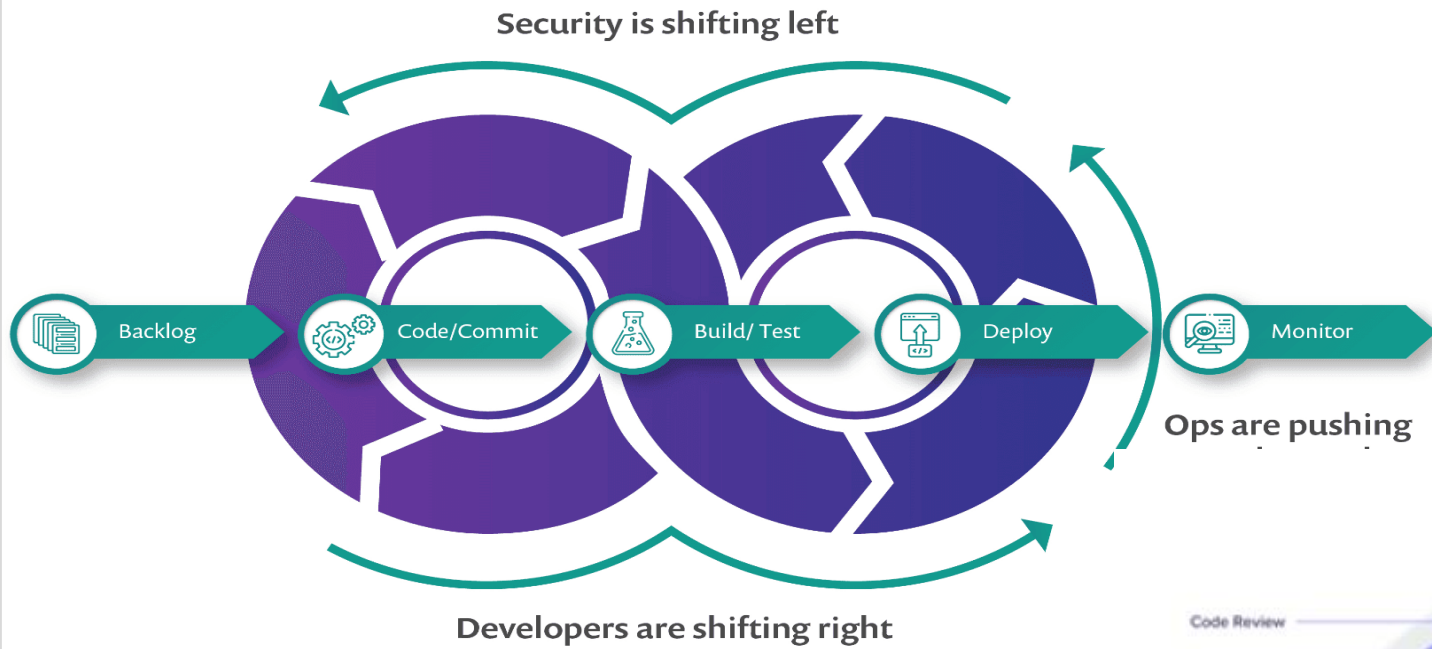 Security is shifting left
Backlog
Code/Commit
Build/ Test
Deploy
Monitor
Ops are pushing
Developers are shifting right
Code Review